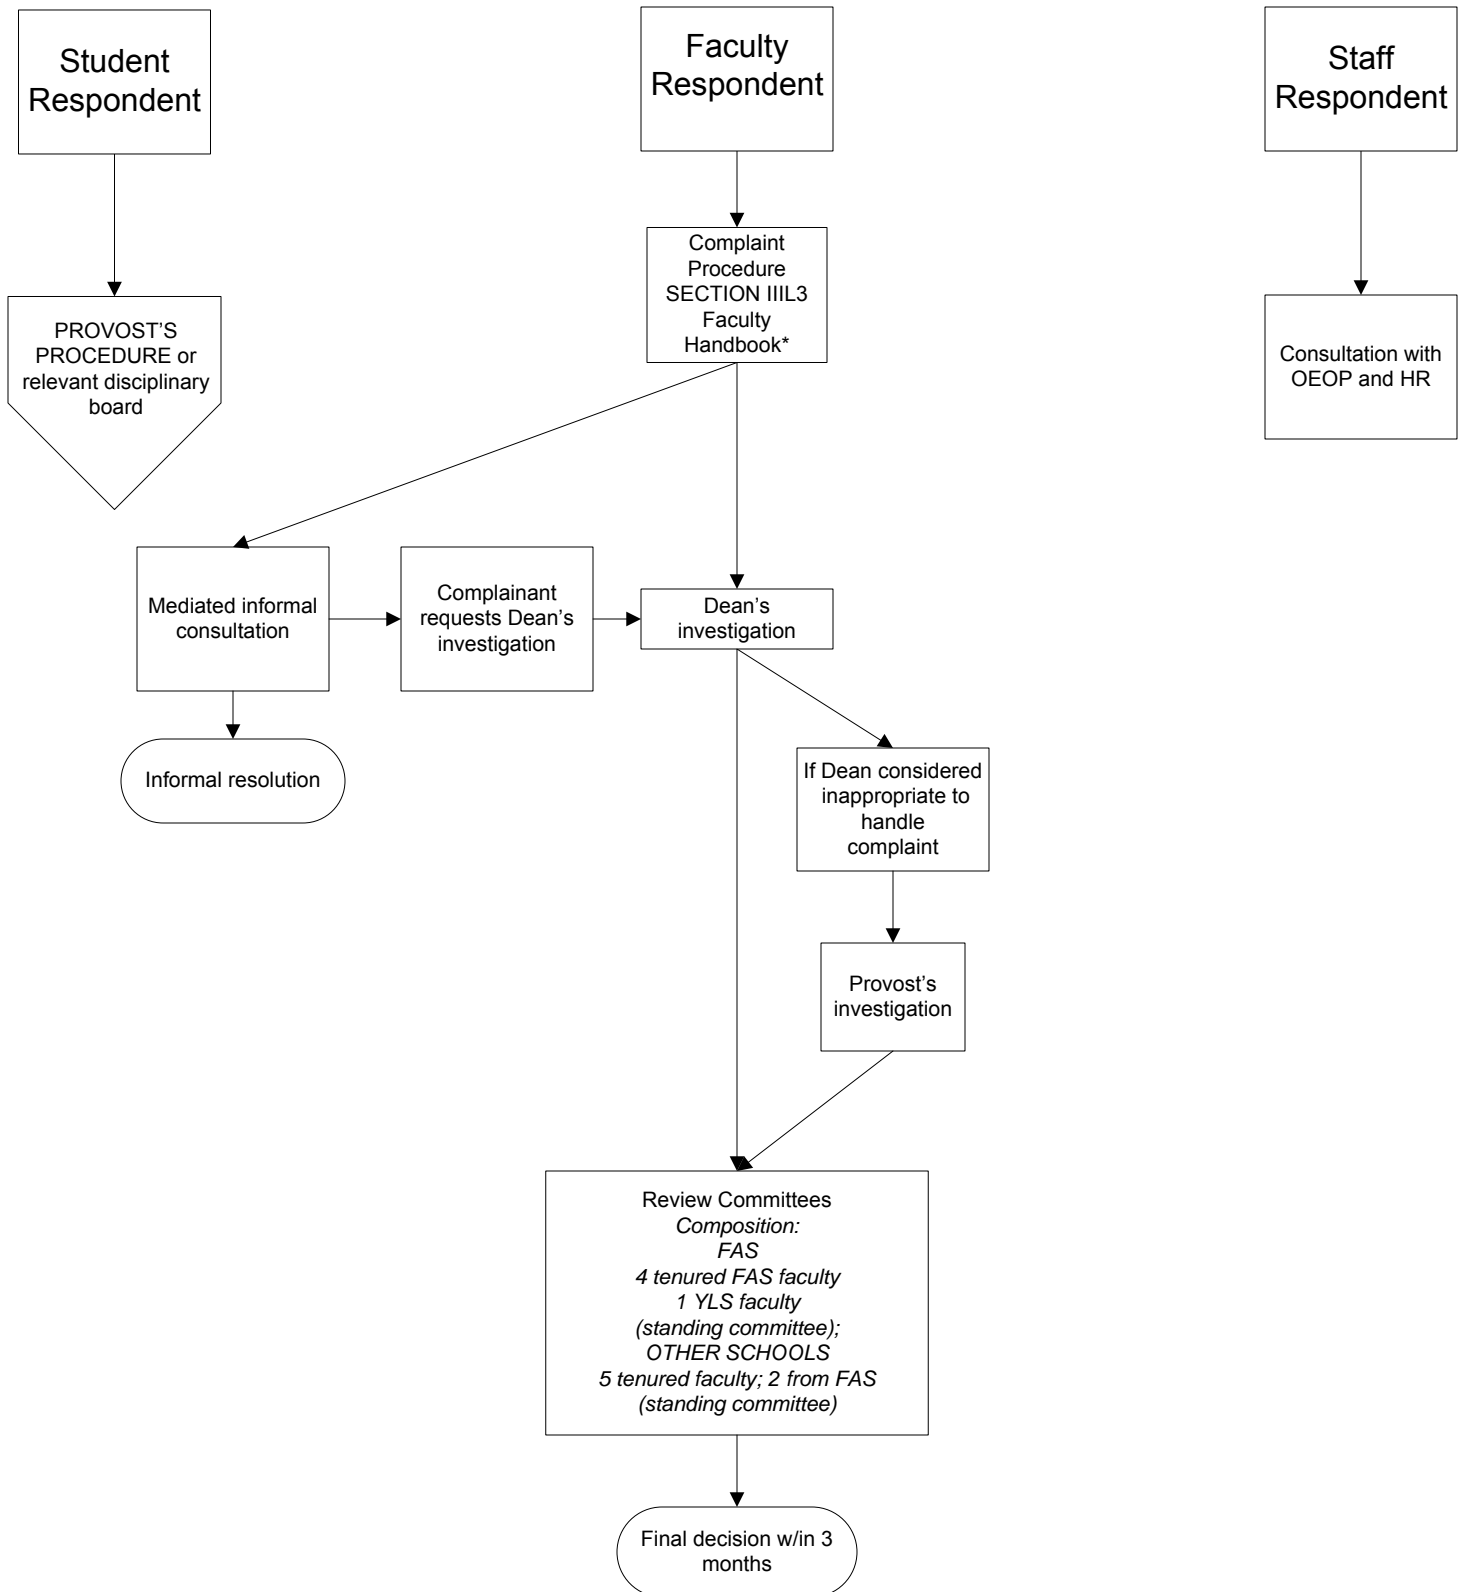 Student
Respondent
Faculty
Respondent
Staff
Respondent
Complaint
Procedure
SECTION IIIL3
Faculty
Handbook*
PROVOST’S
PROCEDURE or
relevant disciplinary
board
Consultation with
OEOP and HR
Mediated informal
consultation
Complainant
requests Dean’s
investigation
Dean’s
investigation
Informal resolution
If Dean considered
inappropriate to
handle
complaint
Provost’s
investigation
Review Committees
Composition:
FAS
4 tenured FAS faculty
1 YLS faculty
(standing committee);
OTHER SCHOOLS
5 tenured faculty; 2 from FAS
(standing committee)
Final decision w/in 3
months